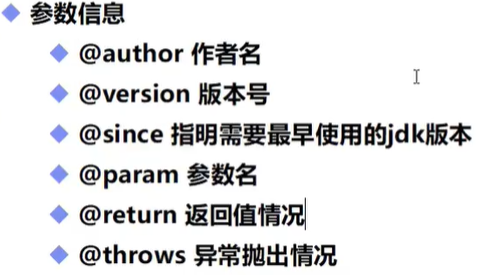 参数信息
@author 作者名
@version 版本号
@since 指明需要最早使用的jdk版本
@param 参数名
@return 返回值情况
@throws 异常抛出情况